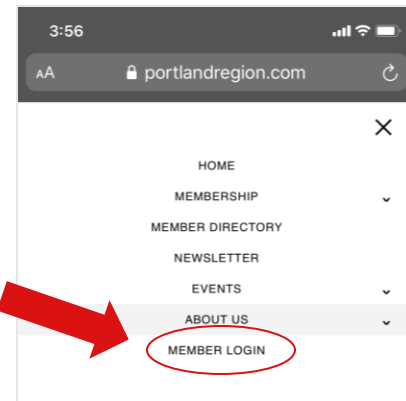 3:56
AA portlandregion.com
HOME
MEMBERSHIP
MEMBER DIRECTORY
NEWSLETTER
EVENTS
ABOUT US
MEMBER LOGIN